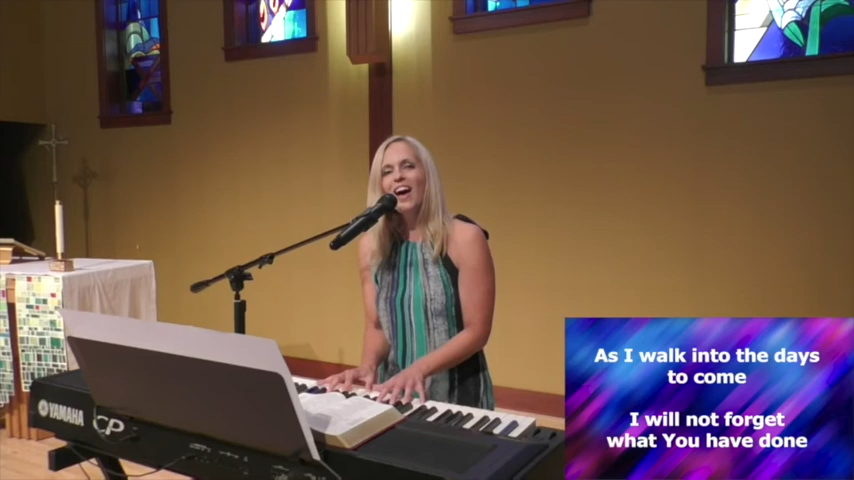 YAMAHA
CP
As I walk into the days
to come
I will not forget
what You have done